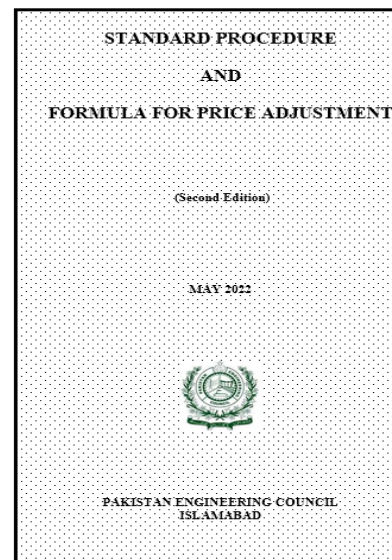 STANDARD PROCEDURE
AND
FORMULA FOR PRICE ADJUSTMENT
(Second Edition)
MAY 2022
PAKISTAN ENGINEERING COUNCIL
ISLAMABAD